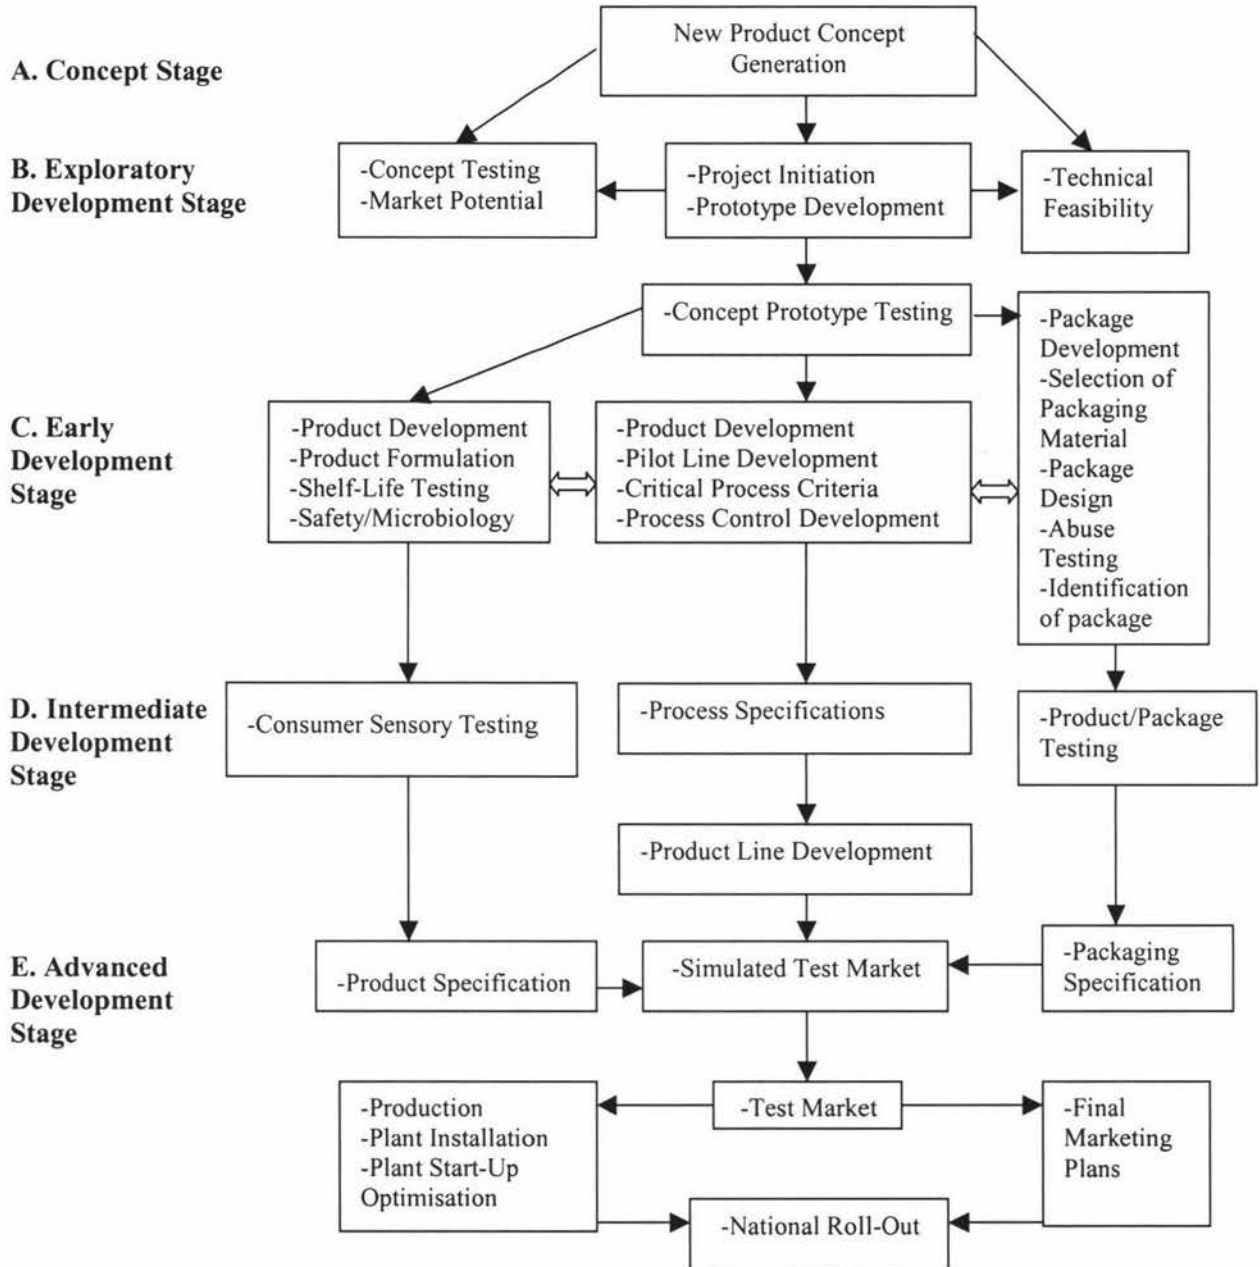 New Product Concept
Generation
A. Concept Stage
B. Exploratory
Development Stage
-Concept Testing
-Market Potential
-Project Initiation
-Prototype Development
-Technical
Feasibility
-Concept Prototype Testing
-Package
Development
-Selection of
Packaging
Material
-Package
Design
-Abuse
Testing
-Identification
of package
C. Early
Development
Stage
-Product Development
-Product Formulation
-Shelf-Life Testing
-Safety/Microbiology
-Product Development
-Pilot Line Development
-Critical Process Criteria
-Process Control Development
D. Intermediate
Development
Stage
-Consumer Sensory Testing
-Process Specifications
-Product/Package
Testing
-Product Line Development
E. Advanced
Development
Stage
-Product Specification
-Simulated Test Market
-Packaging
Specification
-Production
-Plant Installation
-Plant Start-Up
Optimisation
-Test Market
-Final
Marketing
Plans
-National Roll-Out